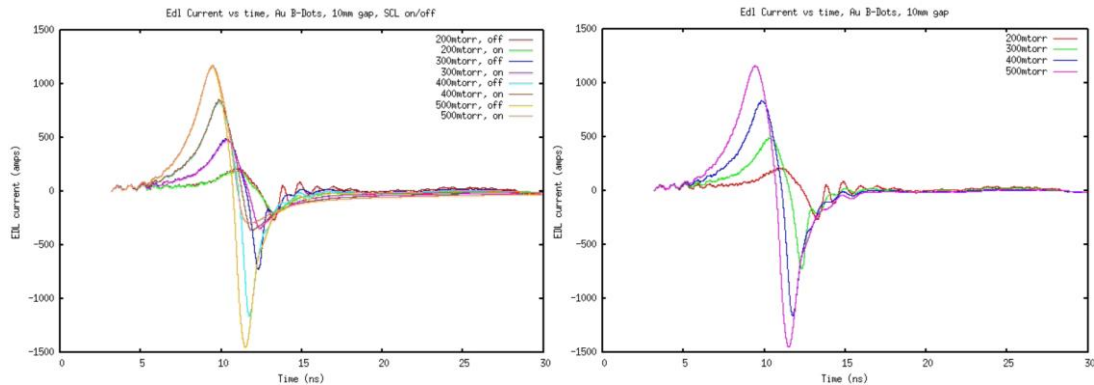 Edl Current vs time, Au B-Dots, 10mm gap, SCL on/off
1500
1000
500
0
-500
-1000
-1500
EDL current (amps)
200mtorr, off
200mtorr, on
300mtorr, off
300mtorr, on
400mtorr, off
400mtorr, on
500mtorr, off
500mtorr, on
0 5 10 15 20 25 30
Time (ns)
Edl Current vs time, Au B-Dots, 10mm gap
1500
1000
500
0
-500
-1000
-1500
EDL current (amps)
200mtorr
300mtorr
400mtorr
500mtorr
0 5 10 15 20 25 30
Time (ns)